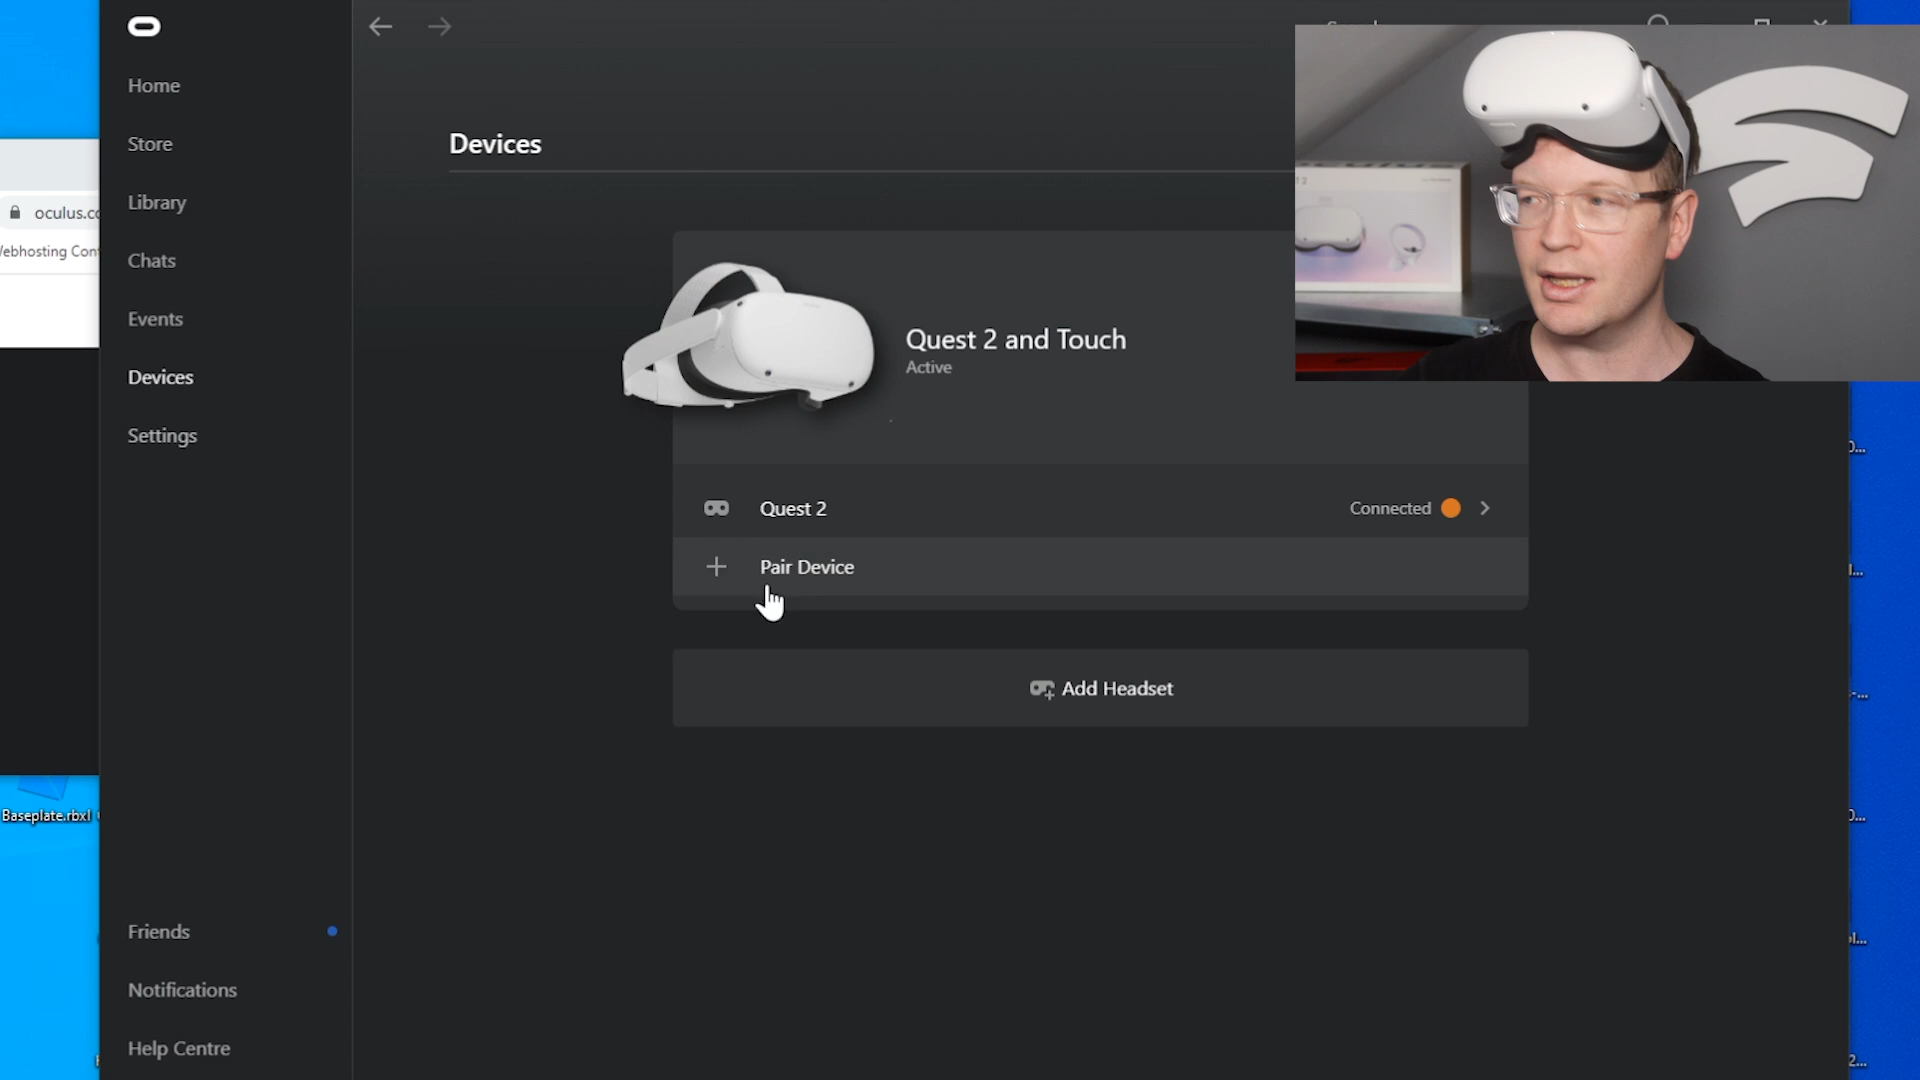 Home
Store
Library
Chats
Events
Devices
Settings
Friends
Notifications
Help Centre
Devices
Quest 2 and Touch
Active
Quest 2
Connected
Pair Device
Add Headset
oculus.c
Baseplate.rbxl